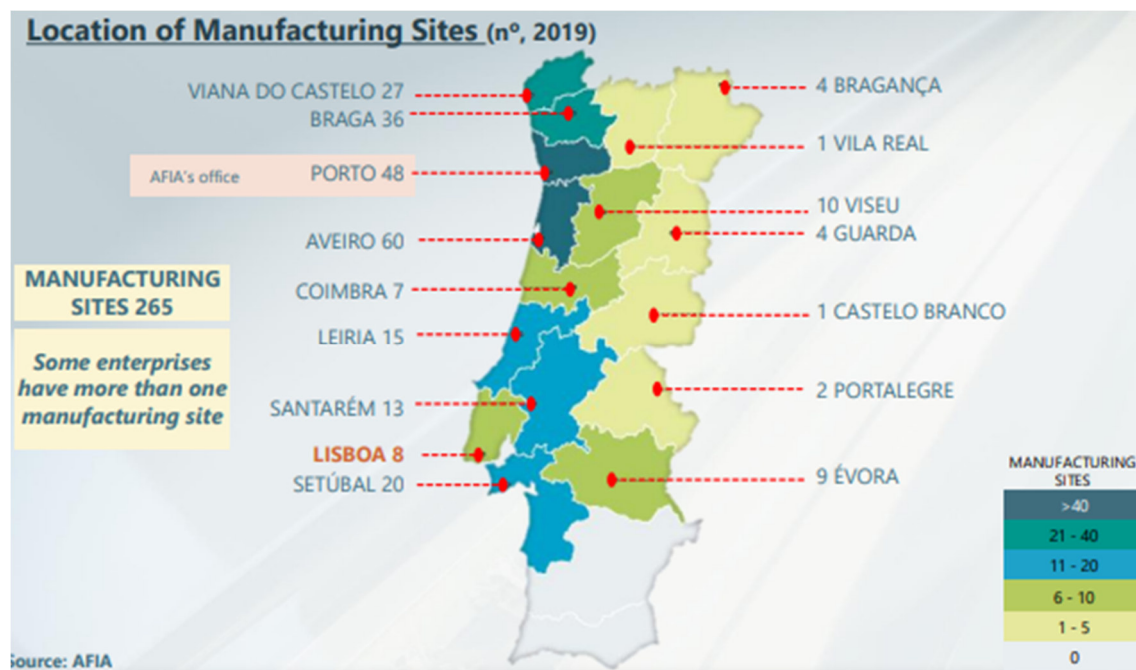 Location of Manufacturing Sites (nº, 2019)
VIANA DO CASTELO 27
BRAGA 36
AFIA's office
PORTO 48
AVEIRO 60
MANUFACTURING
SITES 265
COIMBRA 7
LEIRIA 15
Some enterprises
have more than one
manufacturing site
SANTARÉM 13
LISBOA 8
SETÚBAL 20
4 BRAGANÇA
1 VILA REAL
10 VISEU
4 GUARDA
1 CASTELO BRANCO
2 PORTALEGRE
9 ÉVORA
MANUFACTURING
SITES
>40
21 - 40
11 - 20
6 - 10
1 - 5
0
Source: AFIA